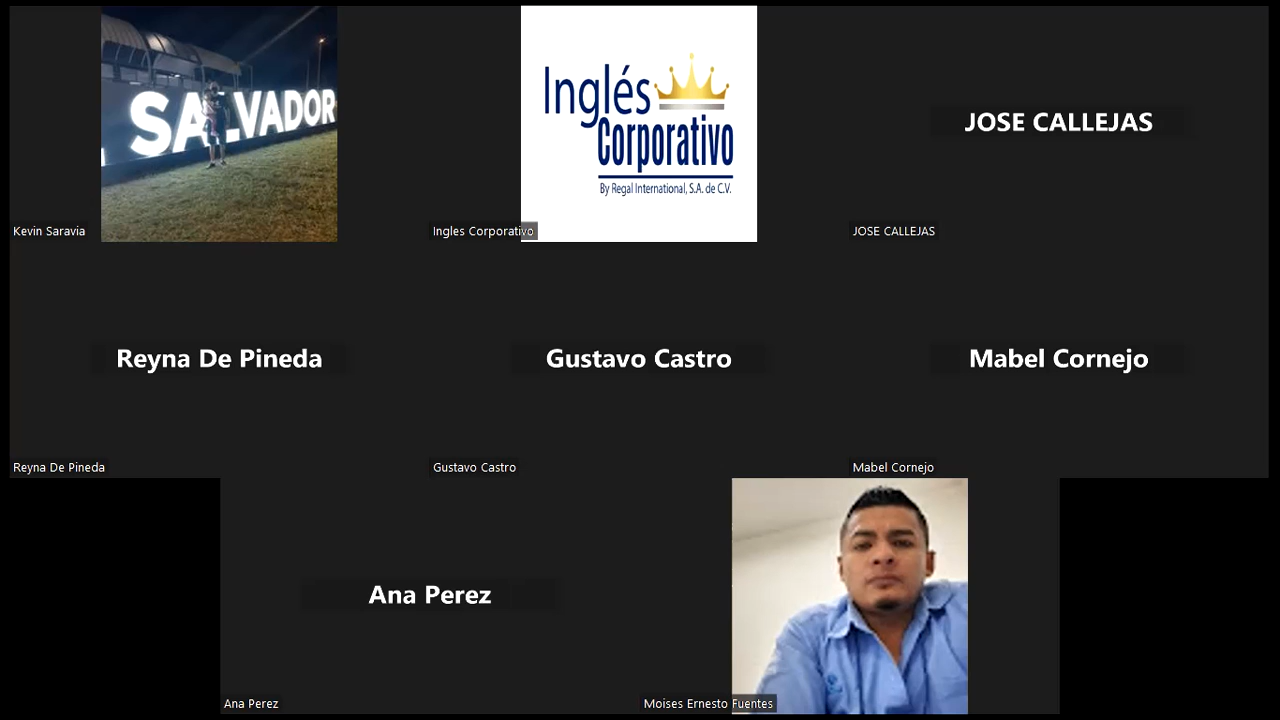 SALVADOR
Kevin Saravia
Inglés
Corporativo
By Regal International, S.A. de C.V.
Ingles Corporativo
JOSE CALLEJAS
JOSE CALLEJAS
Reyna De Pineda
Reyna De Pineda
Gustavo Castro
Gustavo Castro
Mabel Cornejo
Mabel Cornejo
Ana Perez
Ana Perez
Moises Ernesto Fuentes